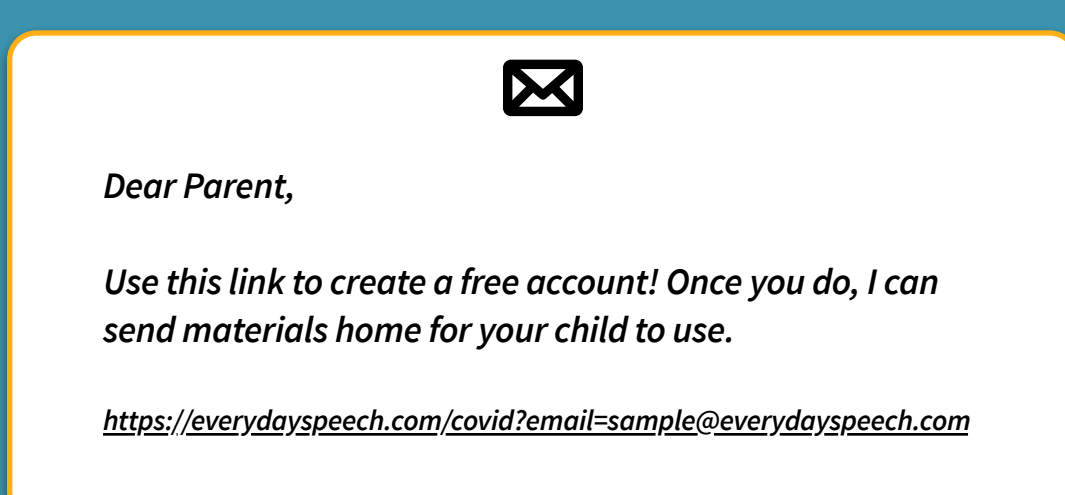 Dear Parent,
Use this link to create a free account! Once you do, I can
send materials home for your child to use.
https://everydayspeech.com/covid?email=sample@everydayspeech.com